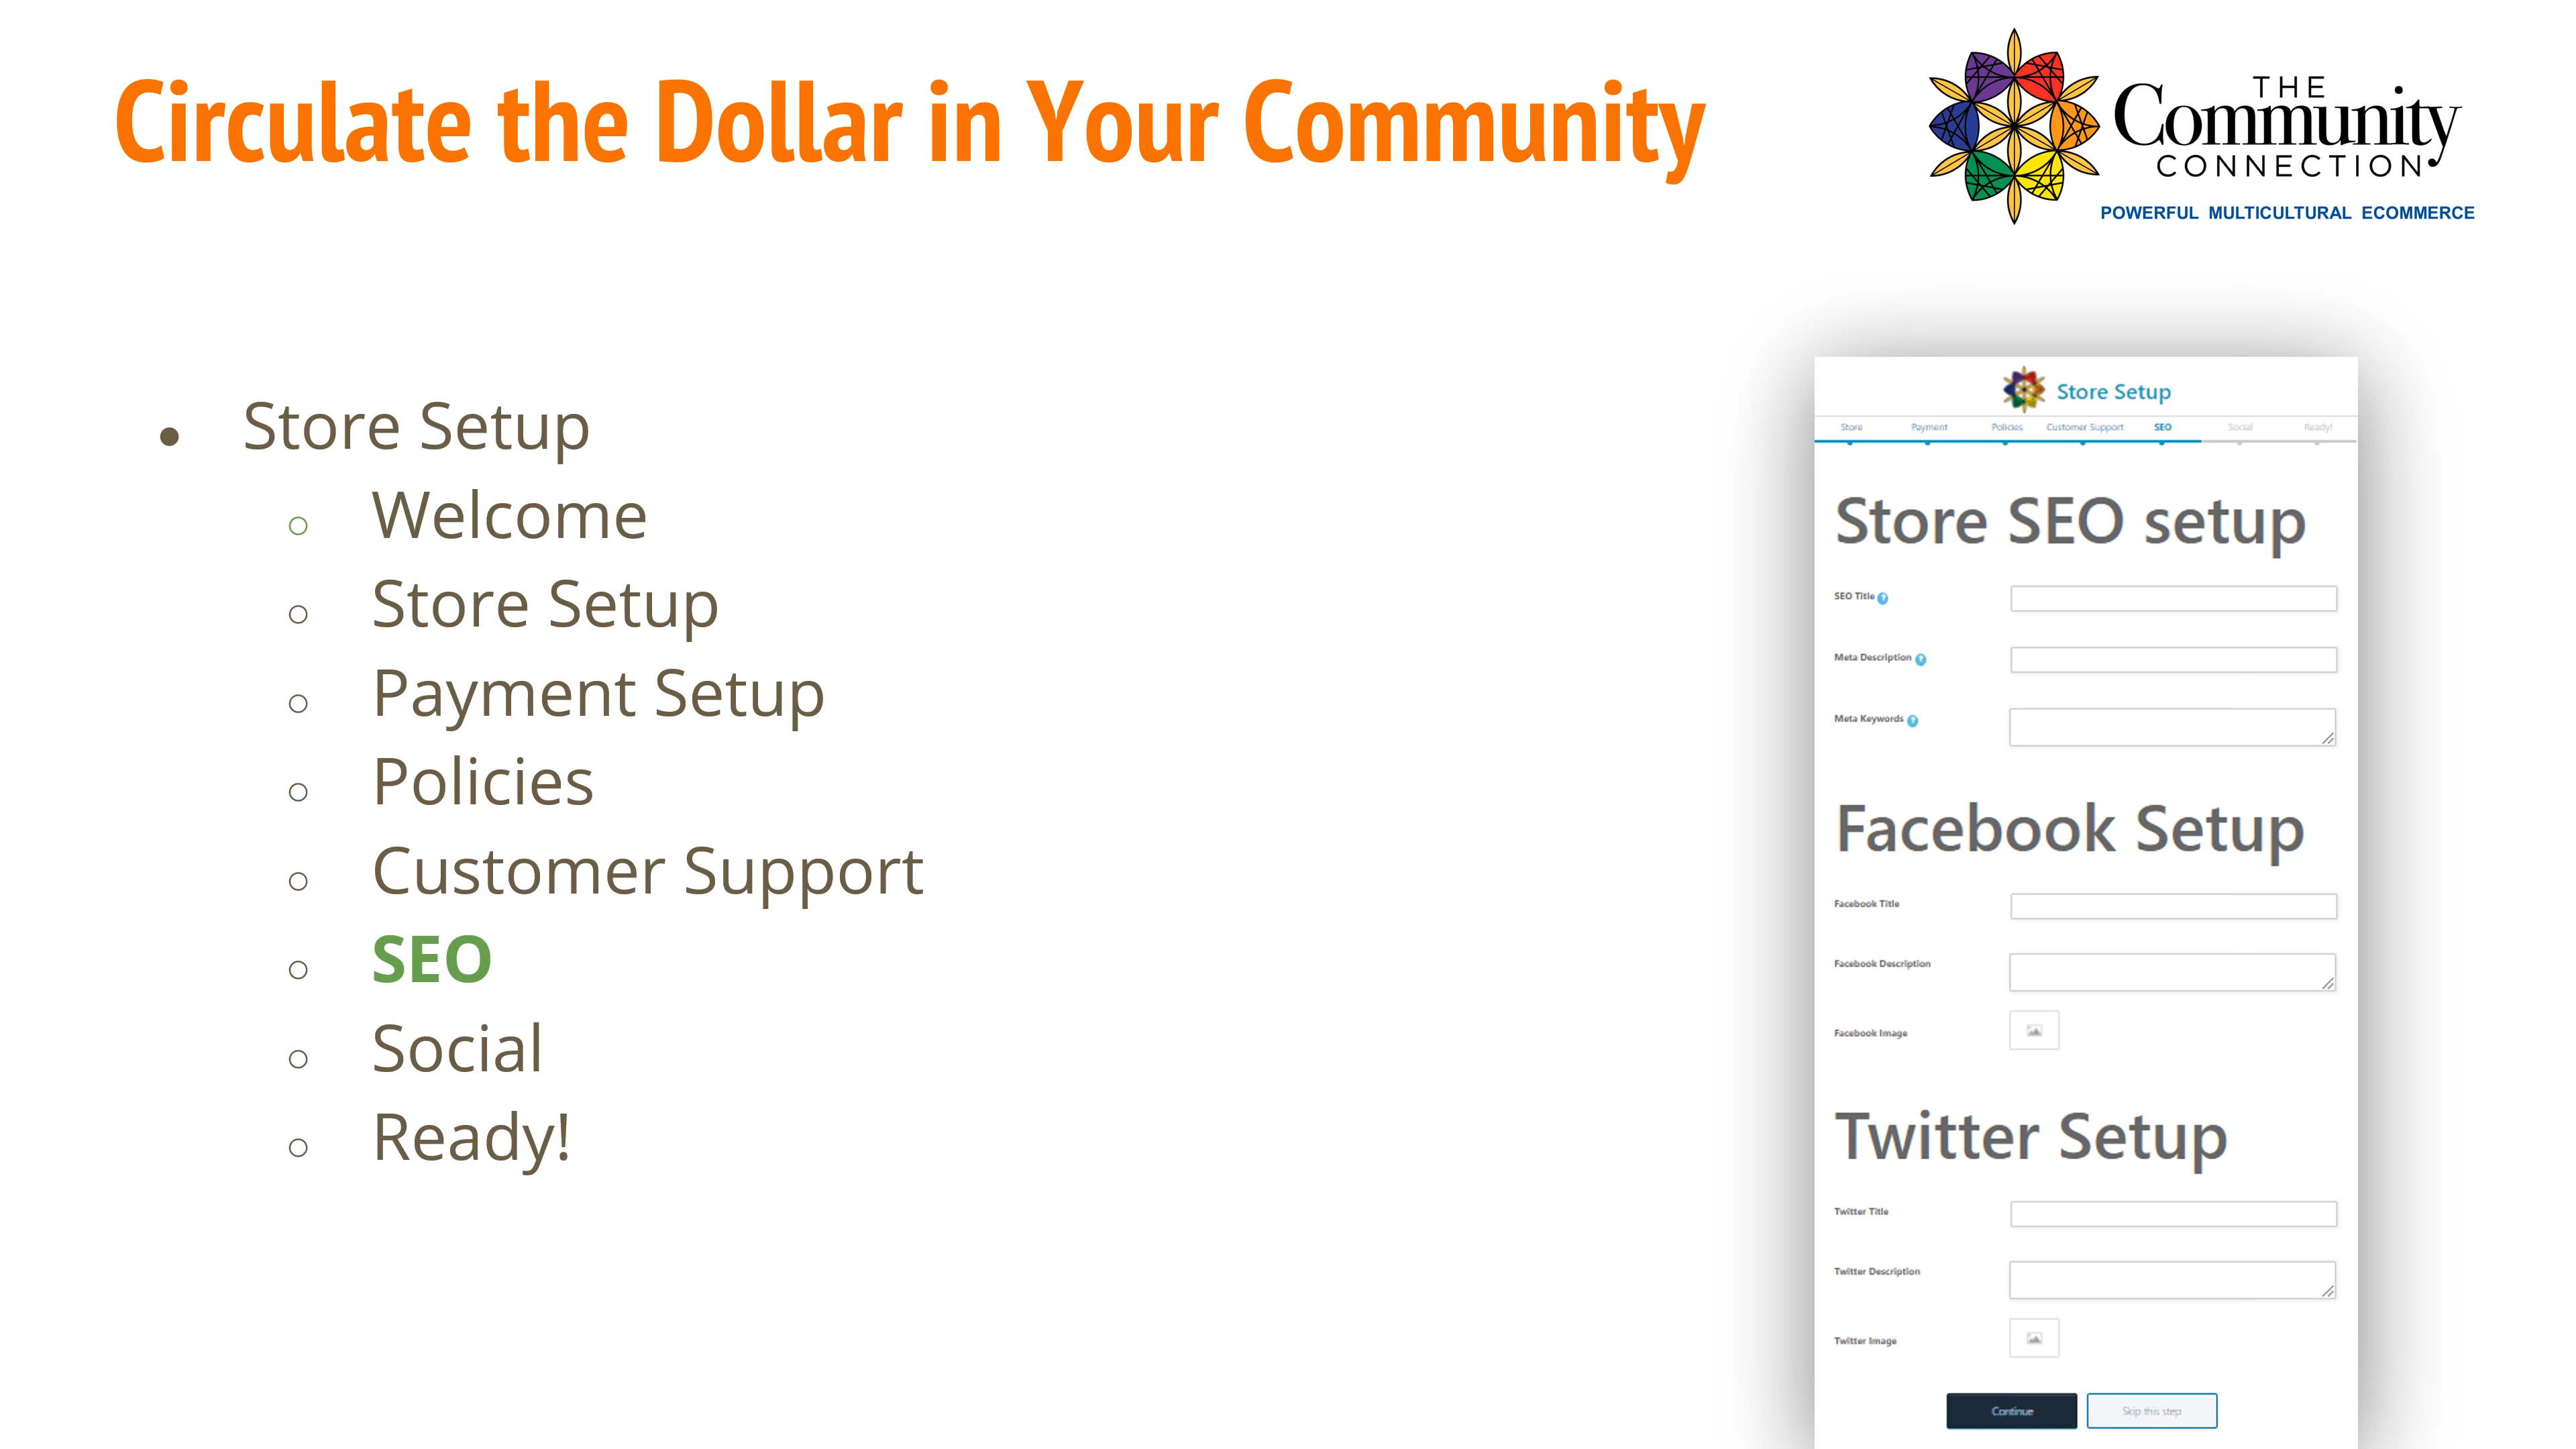 Circulate the Dollar in Your Community
THE
Community
CONNECTION
POWERFUL MULTICULTURAL ECOMMERCE
• Store Setup
○ Welcome
○ Store Setup
○ Payment Setup
○ Policies
○ Customer Support
○ SEO
○ Social
○ Ready!
Store Setup
Store Payment Policies Customer Support SEO Social Ready!
Store SEO setup
SEO Title ?
Meta Description ?
Meta Keywords ?
Facebook Setup
Facebook Title
Facebook Description
Facebook Image
Twitter Setup
Twitter Title
Twitter Description
Twitter Image
Continue Skip this step